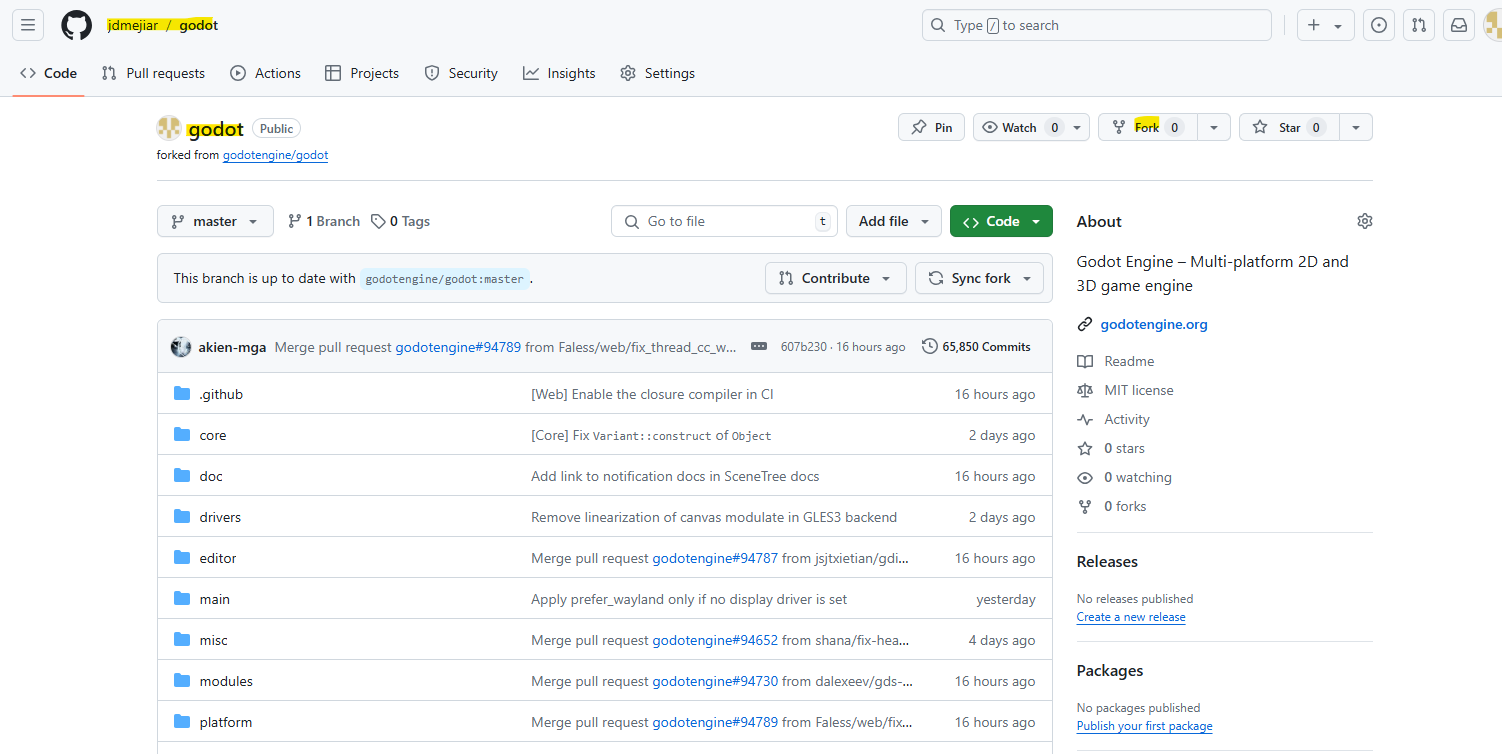 jdmejiar / godot
Type / to search
Code Pull requests Actions Projects Security Insights Settings
godot Public
Pin Watch 0 Fork 0 Star 0
forked from godotengine/godot
master 1 Branch 0 Tags Go to file t Add file Code
This branch is up to date with godotengine/godot:master .
Contribute Sync fork
akien-mga Merge pull request godotengine#94789 from Faless/web/fix_thread_cc_w... 607b230 · 16 hours ago 65,850 Commits
.github [Web] Enable the closure compiler in CI 16 hours ago
core [Core] Fix Variant::construct of Object 2 days ago
doc Add link to notification docs in SceneTree docs 16 hours ago
drivers Remove linearization of canvas modulate in GLES3 backend 2 days ago
editor Merge pull request godotengine#94787 from jsjtxietian/gdi... 16 hours ago
main Apply prefer_wayland only if no display driver is set yesterday
misc Merge pull request godotengine#94652 from shana/fix-hea... 4 days ago
modules Merge pull request godotengine#94730 from dalexeev/gds-... 16 hours ago
platform Merge pull request godotengine#94789 from Faless/web/fix... 16 hours ago
About
Godot Engine – Multi-platform 2D and
3D game engine
godotengine.org
Readme
MIT license
Activity
0 stars
0 watching
0 forks
Releases
No releases published
Create a new release
Packages
No packages published
Publish your first package